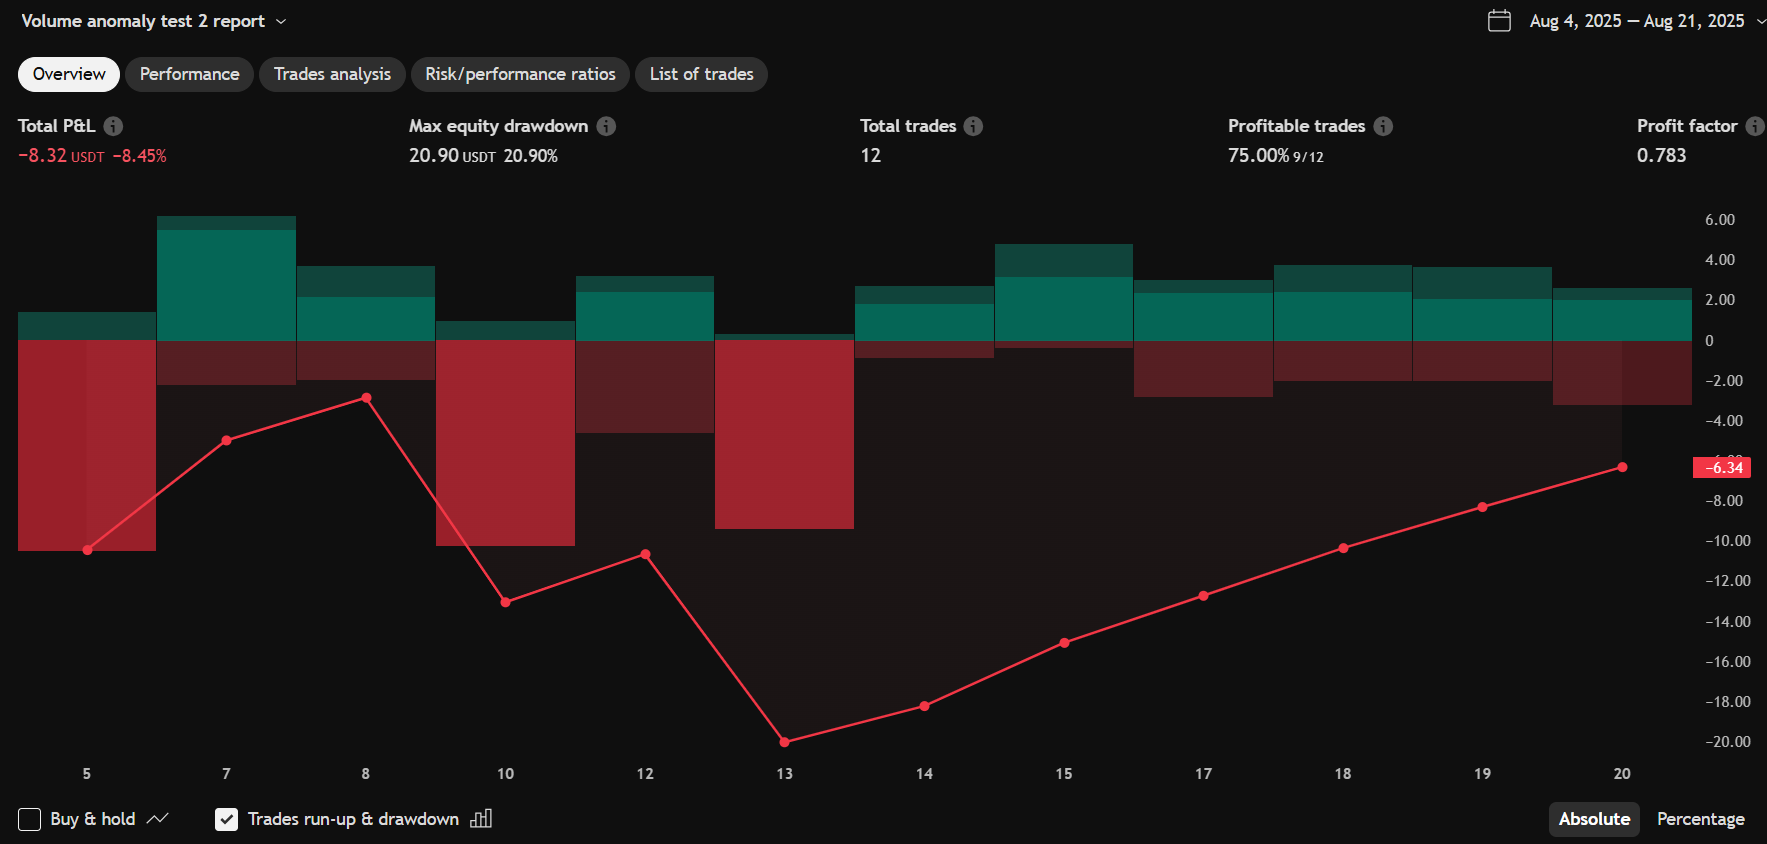 Volume anomaly test 2 report
Aug 4, 2025 — Aug 21, 2025
Overview
Performance
Trades analysis
Risk/performance ratios
List of trades
Total P&L
−8.32 USDT −8.45%
Max equity drawdown
20.90 USDT 20.90%
Total trades
12
Profitable trades
75.00% 9/12
Profit factor
0.783
6.00
4.00
2.00
0
−2.00
−4.00
−6.34
−8.00
−10.00
−12.00
−14.00
−16.00
−18.00
−20.00
5 7 8 10 12 13 14 15 17 18 19 20
Buy & hold
Trades run-up & drawdown
Absolute
Percentage